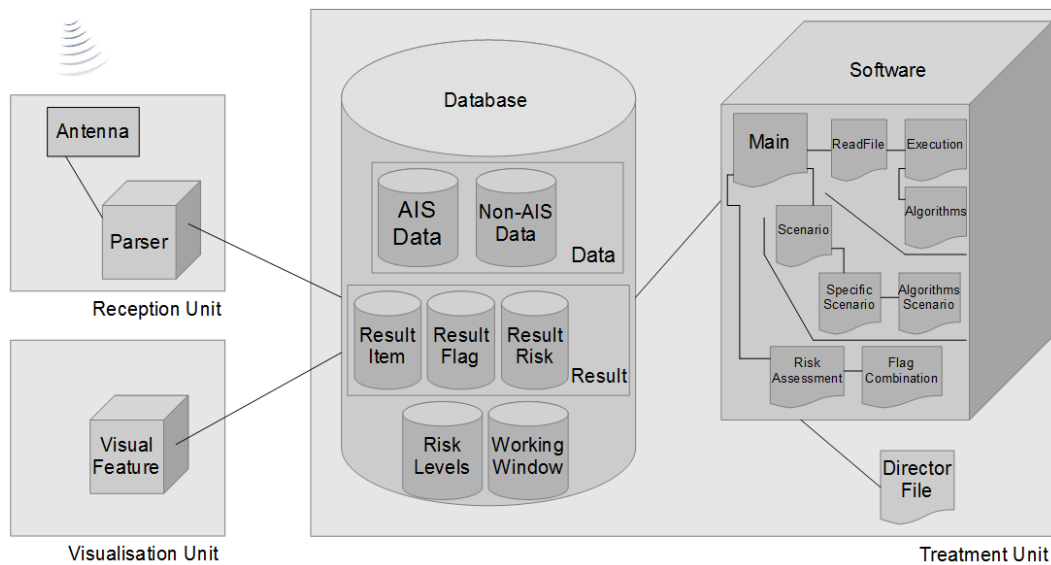 Antenna
Parser
Reception Unit
Visual
Feature
Visualisation Unit
Database
AIS
Data
Non-AIS
Data
Data
Result
Item
Result
Flag
Result
Risk
Result
Risk
Levels
Working
Window
Software
Main
ReadFile
Execution
Algorithms
Scenario
Specific
Scenario
Algorithms
Scenario
Risk
Assessment
Flag
Combination
Director
File
Treatment Unit